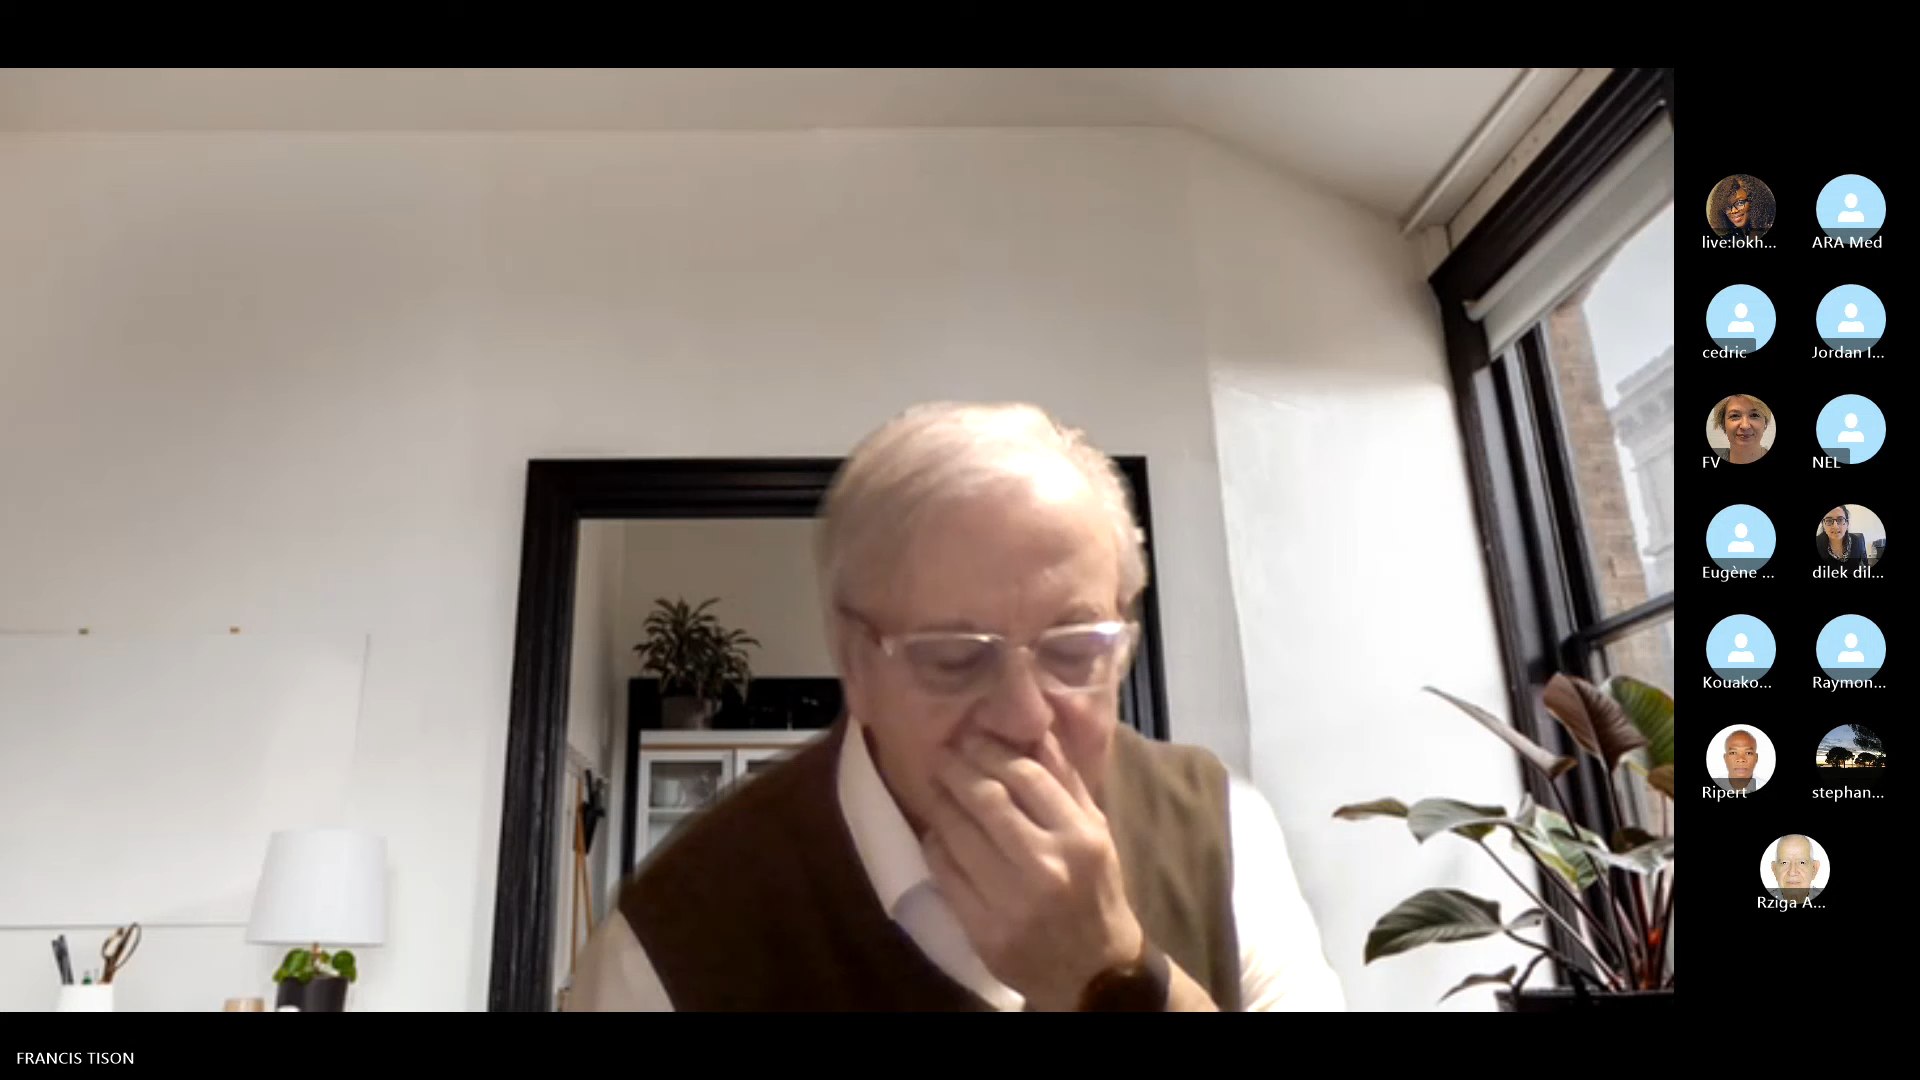 live:lokh...
ARA Med
cedric
Jordan I...
FV
NEL
Eugène ...
dilek dil...
Kouako...
Raymon...
Ripert
stephan...
Rziga A...
FRANCIS TISON